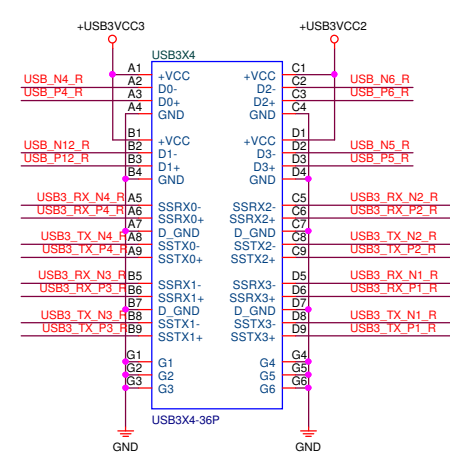 +USB3VCC3 +USB3VCC2
USB3X4
A1 +VCC +VCC C1
USB_N4_R A2 D0- D2- C2 USB_N6_R
USB_P4_R A3 D0+ D2+ C3 USB_P6_R
A4 GND GND C4
B1 +VCC +VCC D1
USB_N12_R B2 D1- D3- D2 USB_N5_R
USB_P12_R B3 D1+ D3+ D3 USB_P5_R
B4 GND GND D4
USB3_RX_N4_R A5 SSRX0- SSRX2- C5 USB3_RX_N2_R
USB3_RX_P4_R A6 SSRX0+ SSRX2+ C6 USB3_RX_P2_R
A7 D_GND D_GND C7
USB3_TX_N4_R A8 SSTX0- SSTX2- C8 USB3_TX_N2_R
USB3_TX_P4_R A9 SSTX0+ SSTX2+ C9 USB3_TX_P2_R
USB3_RX_N3_R B5 SSRX1- SSRX3- D5 USB3_RX_N1_R
USB3_RX_P3_R B6 SSRX1+ SSRX3+ D6 USB3_RX_P1_R
B7 D_GND D_GND D7
USB3_TX_N3_R B8 SSTX1- SSTX3- D8 USB3_TX_N1_R
USB3_TX_P3_R B9 SSTX1+ SSTX3+ D9 USB3_TX_P1_R
G1 G1 G4 G4
G2 G2 G5 G5
G3 G3 G6 G6
USB3X4-36P
GND GND